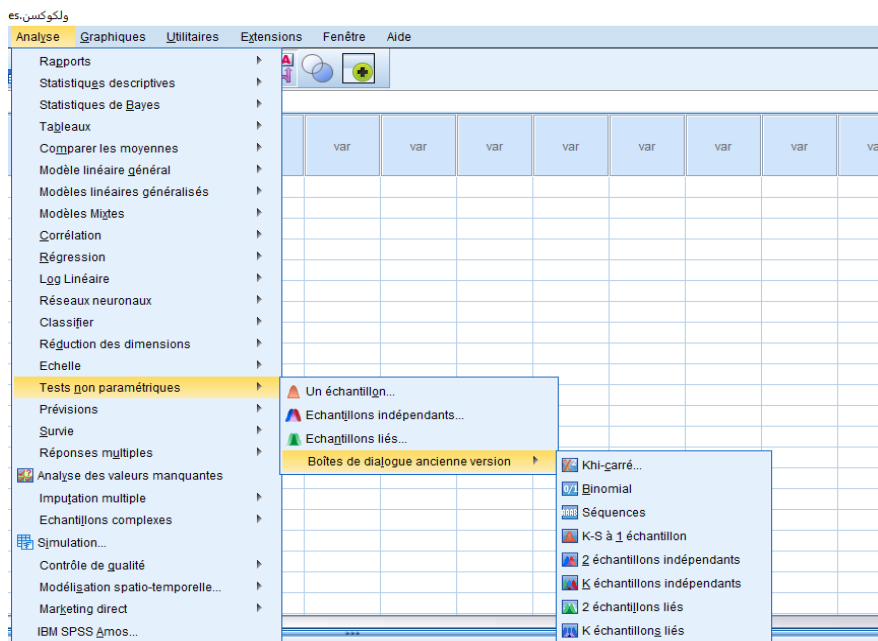 ولكوكسن.es
Analyse Graphiques Utilitaires Extensions Fenêtre Aide
Rapports
Statistiques descriptives
Statistiques de Bayes
Tableaux
Comparer les moyennes
var var var var var var var va
Modèle linéaire général
Modèles linéaires généralisés
Modèles Mixtes
Corrélation
Régression
Log Linéaire
Réseaux neuronaux
Classifier
Réduction des dimensions
Echelle
Tests non paramétriques
Un échantillon...
Prévisions
Echantillons indépendants...
Survie
Echantillons liés...
Réponses multiples
Boîtes de dialogue ancienne version
Khi-carré...
Analyse des valeurs manquantes
Binomial
Imputation multiple
Séquences
Echantillons complexes
K-S à 1 échantillon
Simulation...
2 échantillons indépendants
Contrôle de qualité
K échantillons indépendants
Modélisation spatio-temporelle...
2 échantillons liés
Marketing direct
K échantillons liés
IBM SPSS Amos...